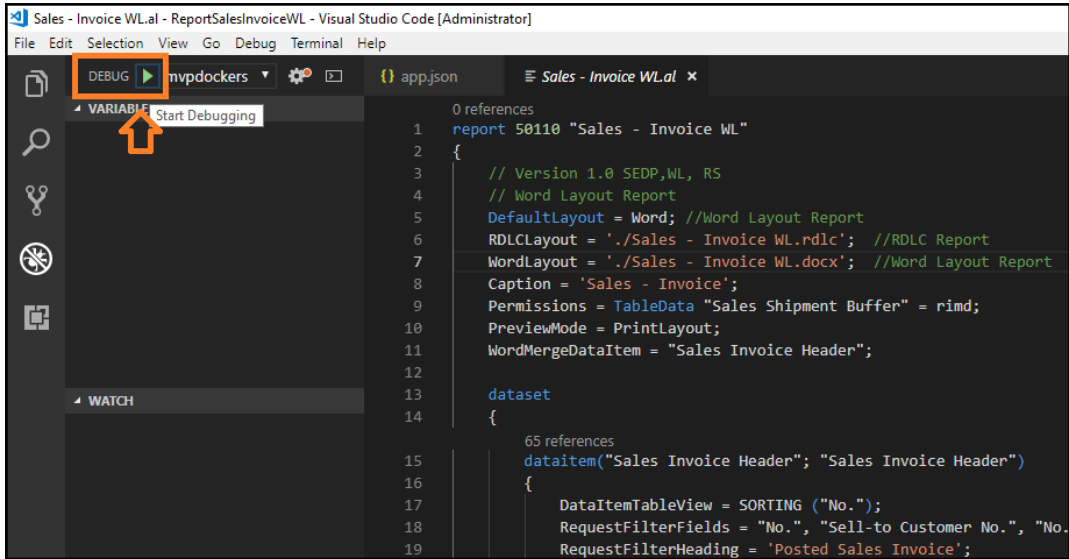 Sales - Invoice WL.al - ReportSalesInvoiceWL - Visual Studio Code [Administrator]
File Edit Selection View Go Debug Terminal Help
DEBUG mvpdockers
{} app.json
Sales - Invoice WL.al ×
VARIABLE
Start Debugging
WATCH
0 references
1 report 50110 "Sales - Invoice WL"
2 {
3 // Version 1.0 SEDP,WL, RS
4 // Word Layout Report
5 DefaultLayout = Word; //Word Layout Report
6 RDLCLayout = './Sales - Invoice WL.rdlc'; //RDLC Report
7 WordLayout = './Sales - Invoice WL.docx'; //Word Layout Report
8 Caption = 'Sales - Invoice';
9 Permissions = TableData "Sales Shipment Buffer" = rimd;
10 PreviewMode = PrintLayout;
11 WordMergeDataItem = "Sales Invoice Header";
12
13 dataset
14 {
65 references
15 dataitem("Sales Invoice Header"; "Sales Invoice Header")
16 {
17 DataItemTableView = SORTING ("No.");
18 RequestFilterFields = "No.", "Sell-to Customer No.", "No.
19 RequestFilterHeading = 'Posted Sales Invoice';